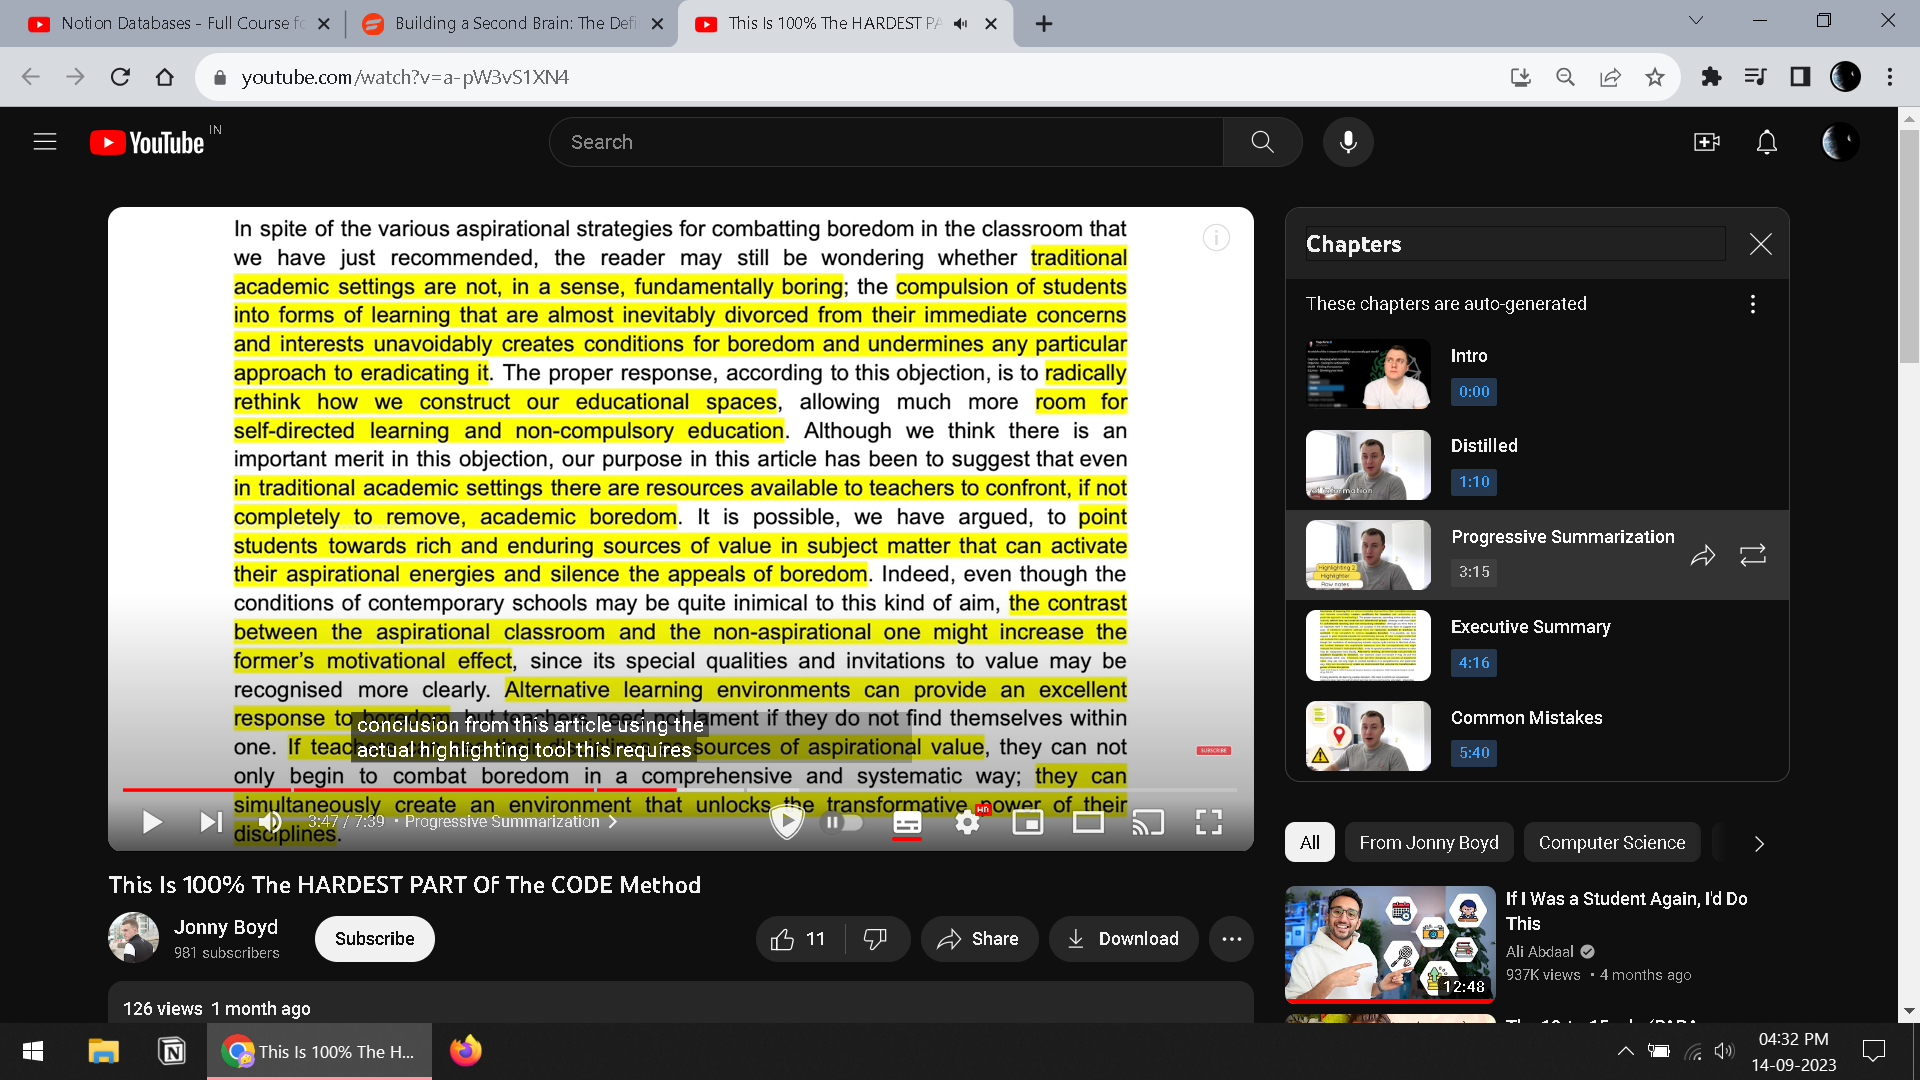 Notion Databases - Full Course fo
Building a Second Brain: The Defi
This Is 100% The HARDEST PA
youtube.com/watch?v=a-pW3vS1XN4
YouTube IN
Search
In spite of the various aspirational strategies for combatting boredom in the classroom that
we have just recommended, the reader may still be wondering whether traditional
academic settings are not, in a sense, fundamentally boring; the compulsion of students
into forms of learning that are almost inevitably divorced from their immediate concerns
and interests unavoidably creates conditions for boredom and undermines any particular
approach to eradicating it. The proper response, according to this objection, is to radically
rethink how we construct our educational spaces, allowing much more room for
self-directed learning and non-compulsory education. Although we think there is an
important merit in this objection, our purpose in this article has been to suggest that even
in traditional academic settings there are resources available to teachers to confront, if not
completely to remove, academic boredom. It is possible, we have argued, to point
students towards rich and enduring sources of value in subject matter that can activate
their aspirational energies and silence the appeals of boredom. Indeed, even though the
conditions of contemporary schools may be quite inimical to this kind of aim, the contrast
between the aspirational classroom and the non-aspirational one might increase the
former's motivational effect, since its special qualities and invitations to value may be
recognised more clearly. Alternative learning environments can provide an excellent
response to boredom, but teachers need not lament if they do not find themselves within
conclusion from this article using the
one. If sources of aspirational value, they can not
actual highlighting tool this requires
SUBSCRIBE
only begin to combat boredom in a comprehensive and systematic way; they can
simultaneously create an environment that unlocks the transformative power of their
disciplines.
3:47 / 7:39 • Progressive Summarization
HD
This Is 100% The HARDEST PART Of The CODE Method
Jonny Boyd
981 subscribers
Subscribe
11
Share
Download
126 views 1 month ago
Chapters
These chapters are auto-generated
Intro
0:00
Distilled
1:10
Progressive Summarization
3:15
Highlighting 2
Highlighter
Raw notes
Executive Summary
4:16
Common Mistakes
5:40
All
From Jonny Boyd
Computer Science
If I Was a Student Again, I'd Do
This
Ali Abdaal
937K views • 4 months ago
12:48
This Is 100% The H...
04:32 PM
14-09-2023